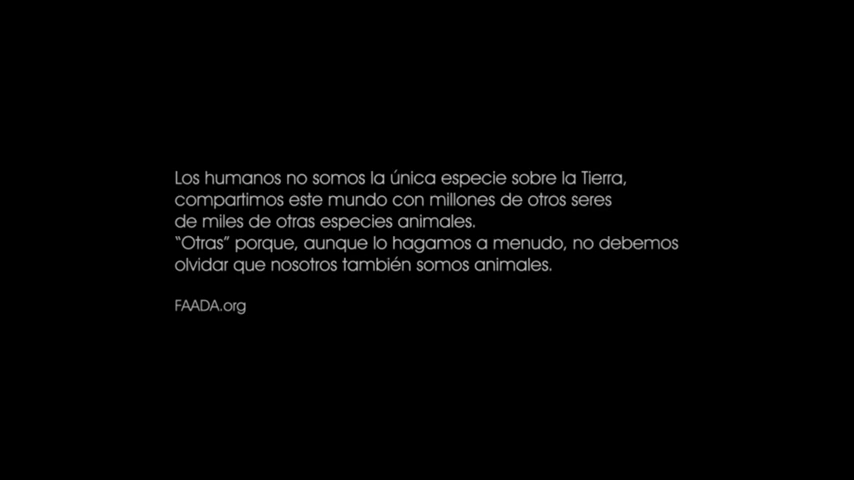 Los humanos no somos la única especie sobre la Tierra,
compartimos este mundo con millones de otros seres
de miles de otras especies animales.
“Otras” porque, aunque lo hagamos a menudo, no debemos
olvidar que nosotros también somos animales.
FAADA.org